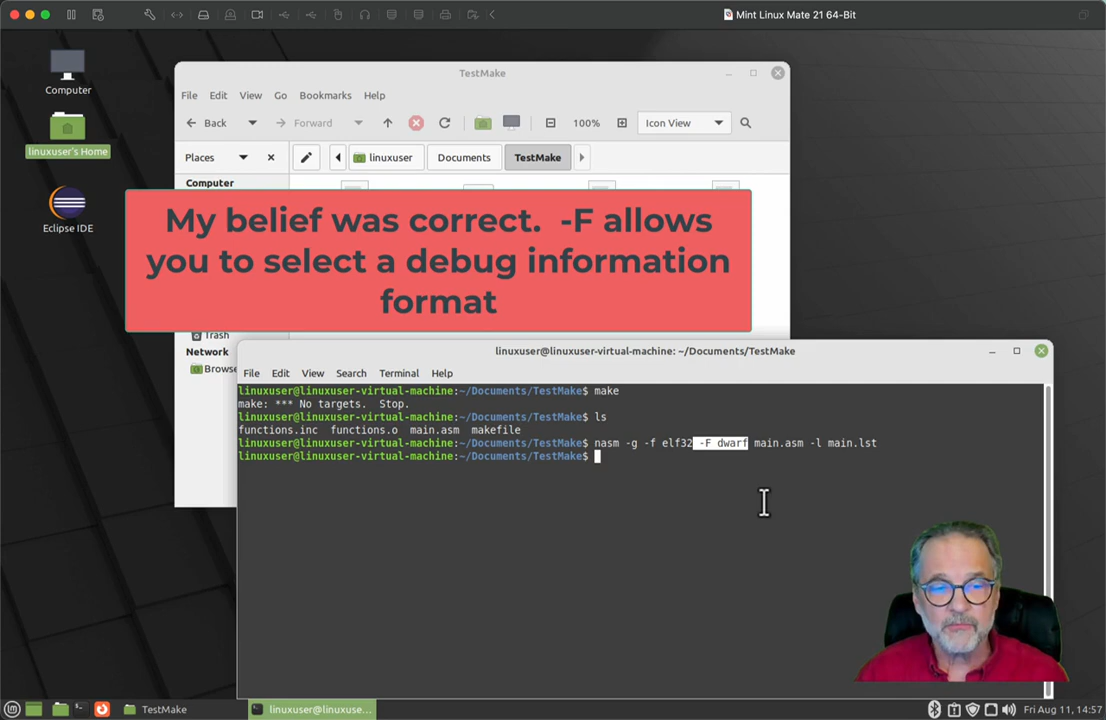 Mint Linux Mate 21 64-Bit
Computer
linuxuser's Home
Eclipse IDE
TestMake
File Edit View Go Bookmarks Help
Back Forward 100% Icon View
Places linuxuser Documents TestMake
Computer
My belief was correct. -F allows
you to select a debug information
format
Trash
Network
Browse
linuxuser@linuxuser-virtual-machine: ~/Documents/TestMake
File Edit View Search Terminal Help
linuxuser@linuxuser-virtual-machine:~/Documents/TestMake$ make
make: *** No targets. Stop.
linuxuser@linuxuser-virtual-machine:~/Documents/TestMake$ ls
functions.inc functions.o main.asm makefile
linuxuser@linuxuser-virtual-machine:~/Documents/TestMake$ nasm -g -f elf32 -F dwarf main.asm -l main.lst
linuxuser@linuxuser-virtual-machine:~/Documents/TestMake$
TestMake linuxuser@linuxuse... Fri Aug 11, 14:57